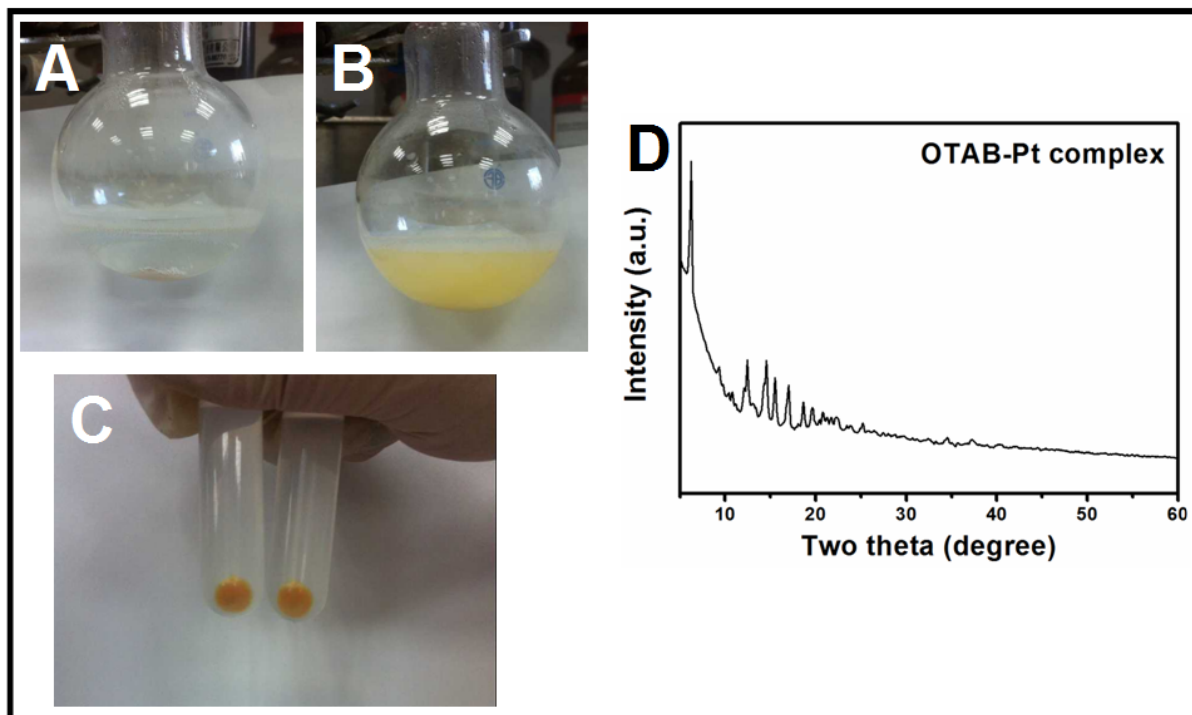 A
B
C
D
OTAB-Pt complex
Intensity (a.u.)
10 20 30 40 50 60
Two theta (degree)